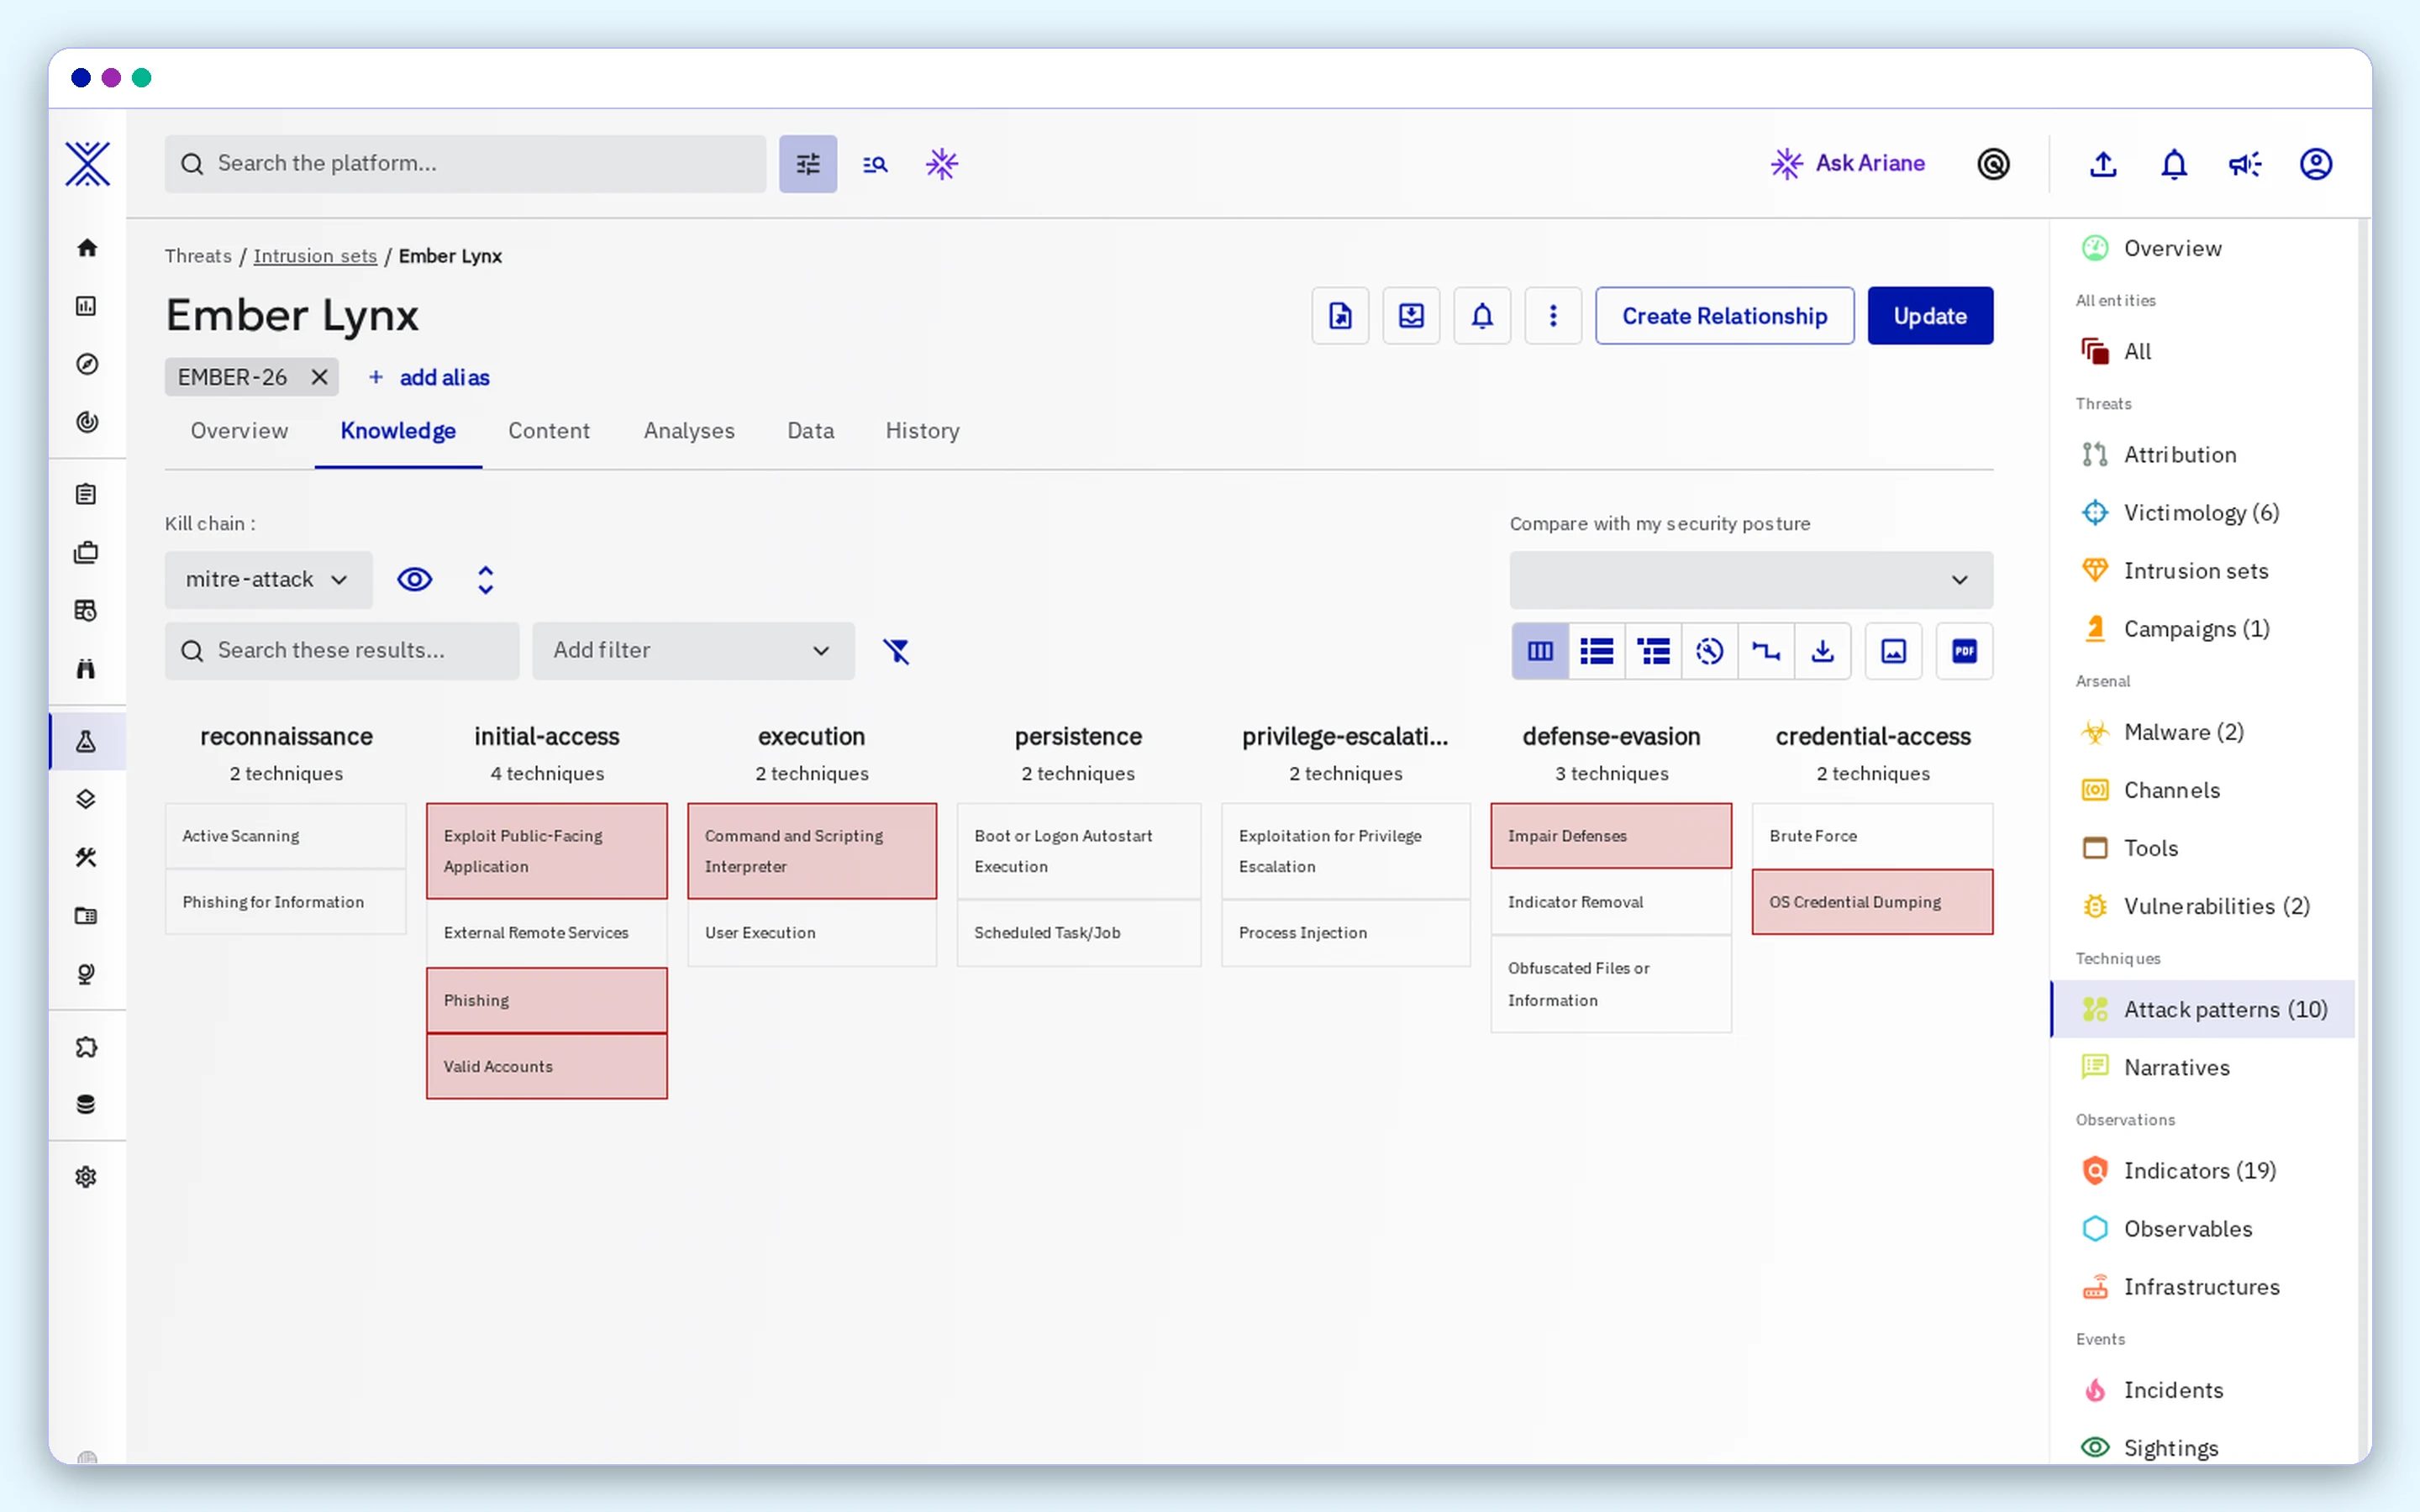 Search the platform...
Ask Ariane
Threats / Intrusion sets / Ember Lynx
Ember Lynx
Create Relationship
Update
EMBER-26
+ add alias
Overview
Knowledge
Content
Analyses
Data
History
Kill chain :
Compare with my security posture
mitre-attack
Search these results...
Add filter
PDF
reconnaissance
2 techniques
Active Scanning
Phishing for Information
initial-access
4 techniques
Exploit Public-Facing
Application
External Remote Services
Phishing
Valid Accounts
execution
2 techniques
Command and Scripting
Interpreter
User Execution
persistence
2 techniques
Boot or Logon Autostart
Execution
Scheduled Task/Job
privilege-escalati...
2 techniques
Exploitation for Privilege
Escalation
Process Injection
defense-evasion
3 techniques
Impair Defenses
Indicator Removal
Obfuscated Files or
Information
credential-access
2 techniques
Brute Force
OS Credential Dumping
Overview
All entities
All
Threats
Attribution
Victimology (6)
Intrusion sets
Campaigns (1)
Arsenal
Malware (2)
Channels
Tools
Vulnerabilities (2)
Techniques
Attack patterns (10)
Narratives
Observations
Indicators (19)
Observables
Infrastructures
Events
Incidents
Sightings